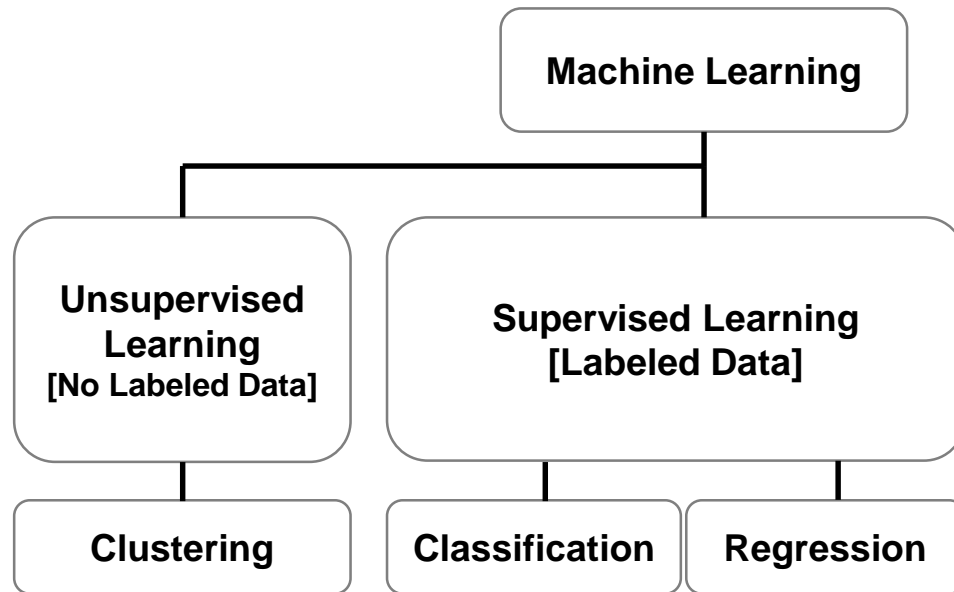 Machine Learning
Unsupervised
Learning
[No Labeled Data]
Supervised Learning
[Labeled Data]
Clustering
Classification
Regression